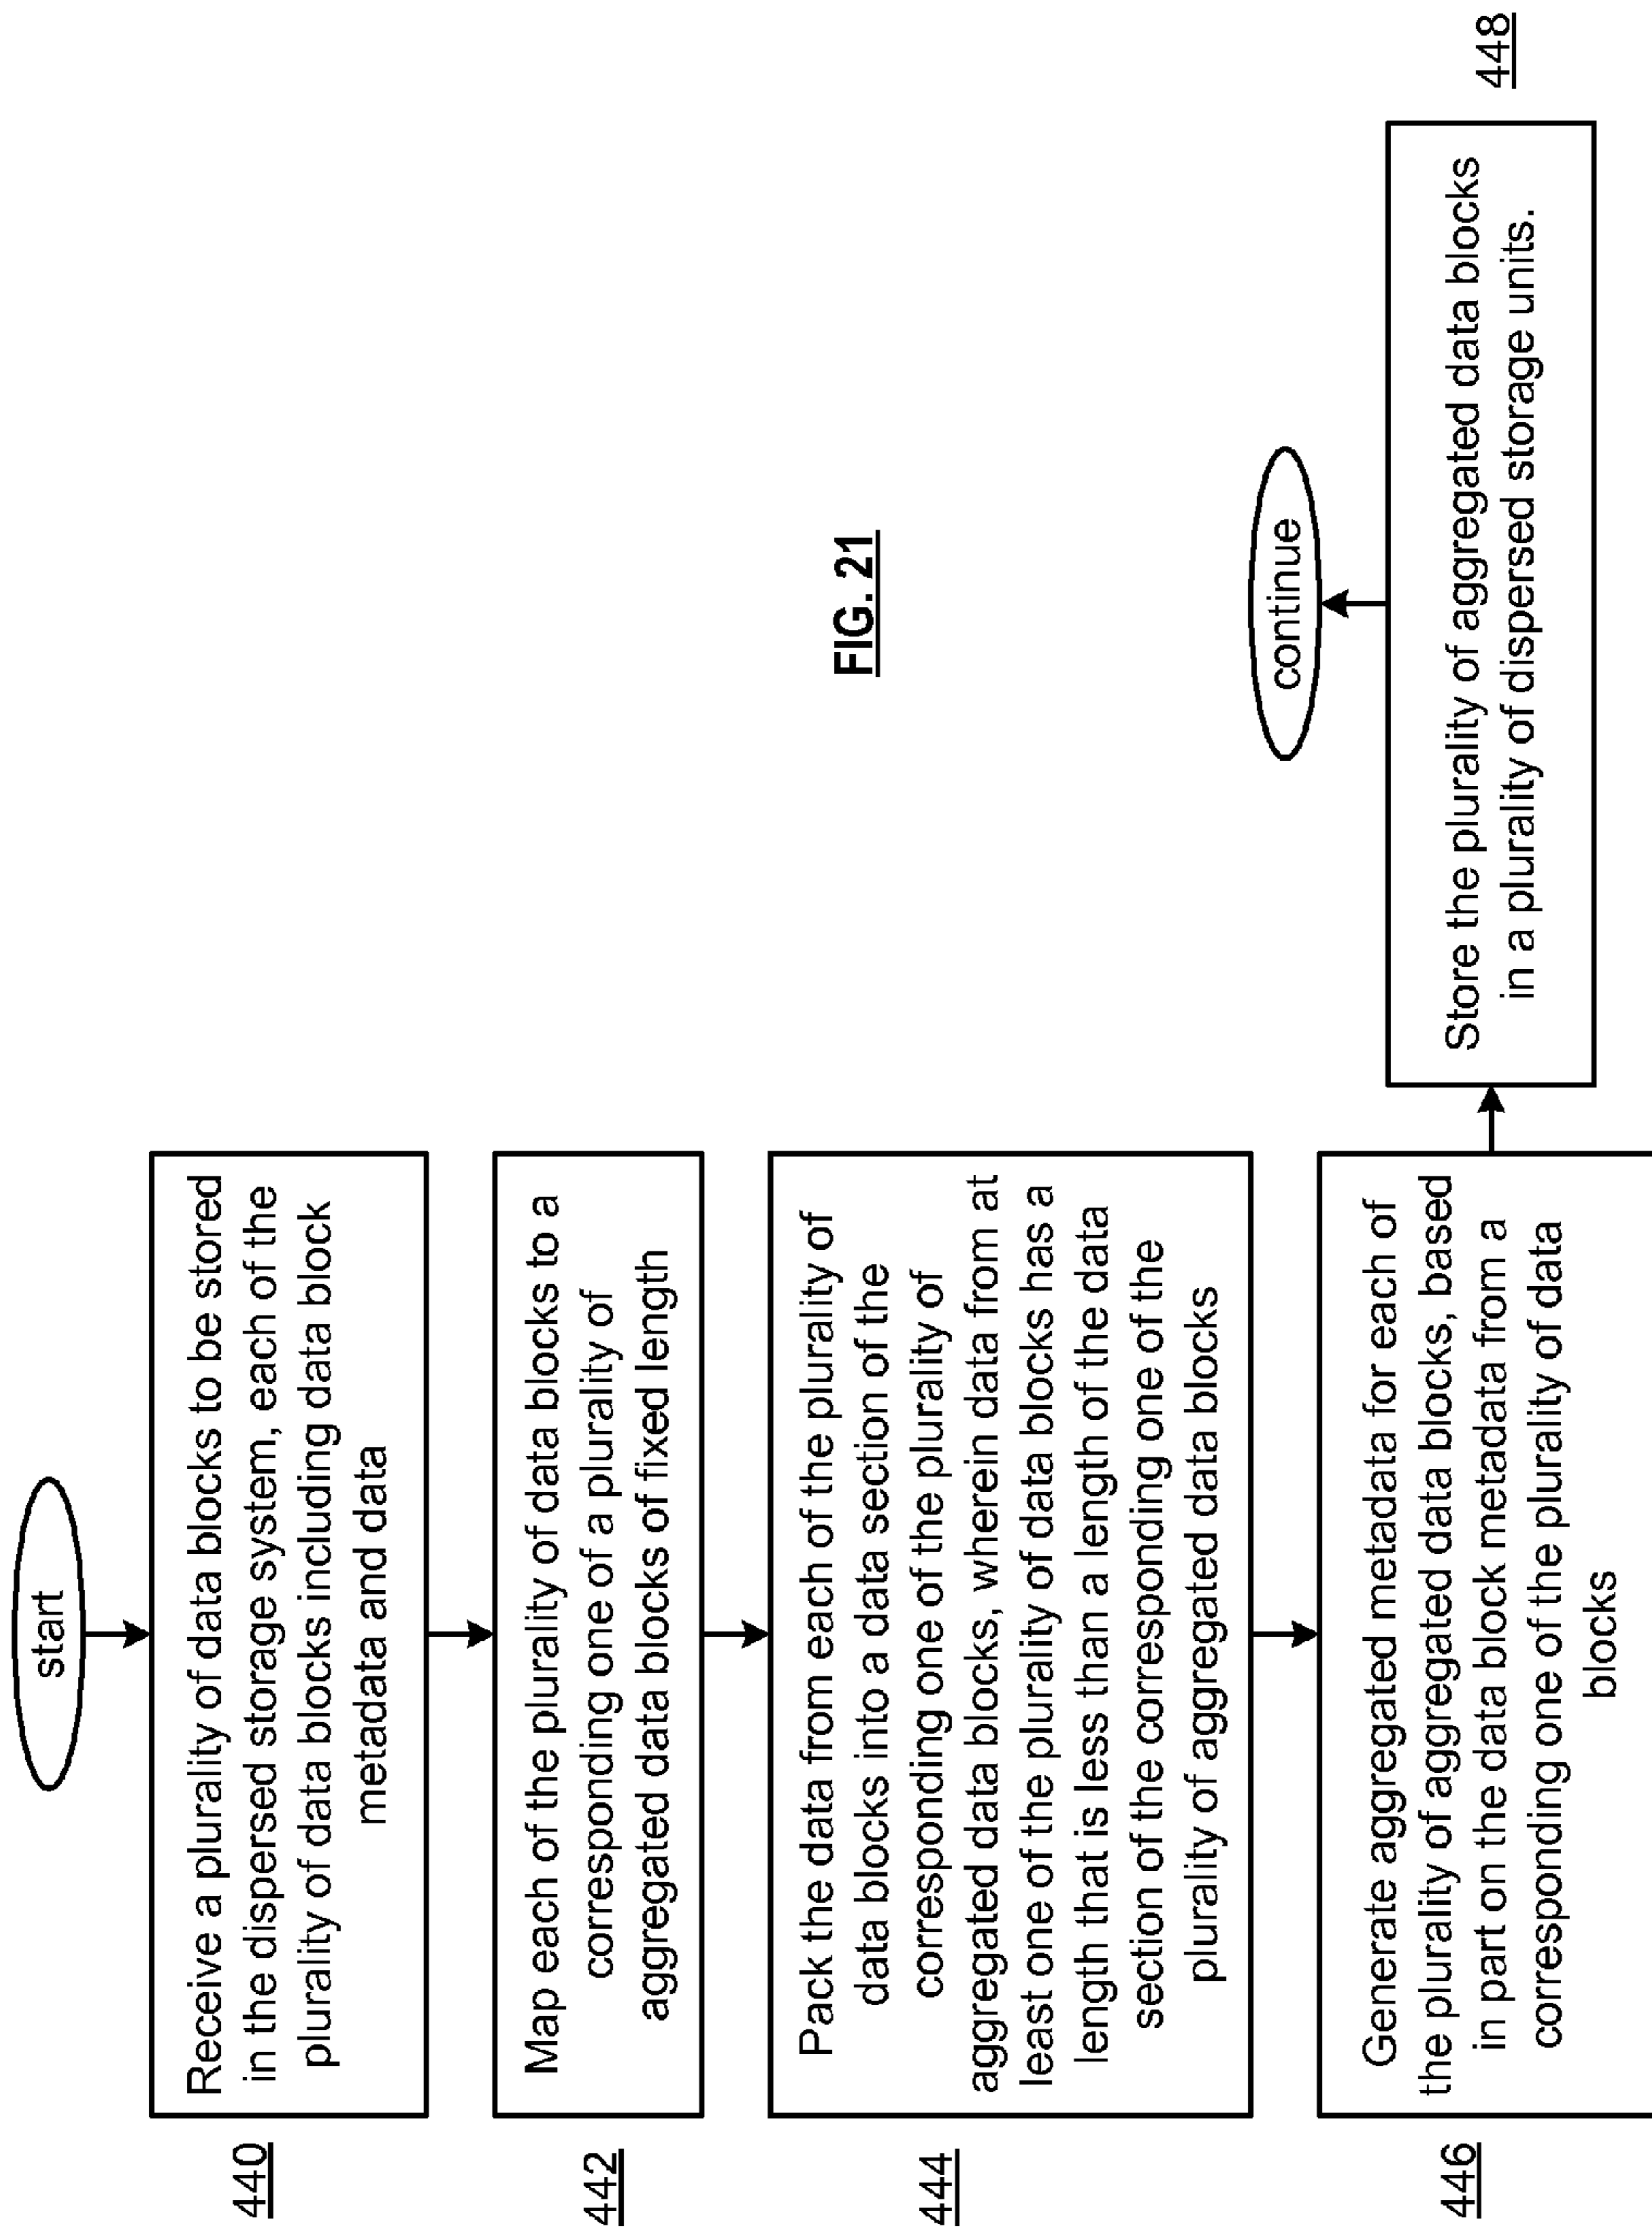 start
440
Receive a plurality of data blocks to be stored
in the dispersed storage system, each of the
plurality of data blocks including data block
metadata and data
442
Map each of the plurality of data blocks to a
corresponding one of a plurality of
aggregated data blocks of fixed length
444
Pack the data from each of the plurality of
data blocks into a data section of the
corresponding one of the plurality of
aggregated data blocks, wherein data from at
least one of the plurality of data blocks has a
length that is less than a length of the data
section of the corresponding one of the
plurality of aggregated data blocks
446
Generate aggregated metadata for each of
the plurality of aggregated data blocks, based
in part on the data block metadata from a
corresponding one of the plurality of data
blocks
448
Store the plurality of aggregated data blocks
in a plurality of dispersed storage units.
continue
FIG. 21